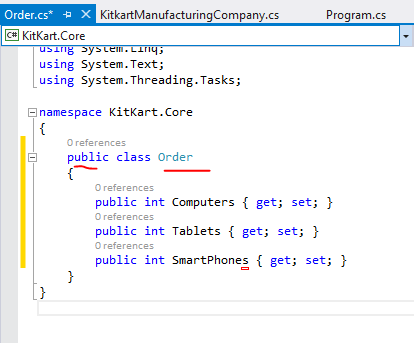 Order.cs*
KitkartManufacturingCompany.cs
Program.cs
C# KitKart.Core
using System.Linq;
using System.Text;
using System.Threading.Tasks;
namespace KitKart.Core
{
0 references
public class Order
{
0 references
public int Computers { get; set; }
0 references
public int Tablets { get; set; }
0 references
public int SmartPhones { get; set; }
}
}